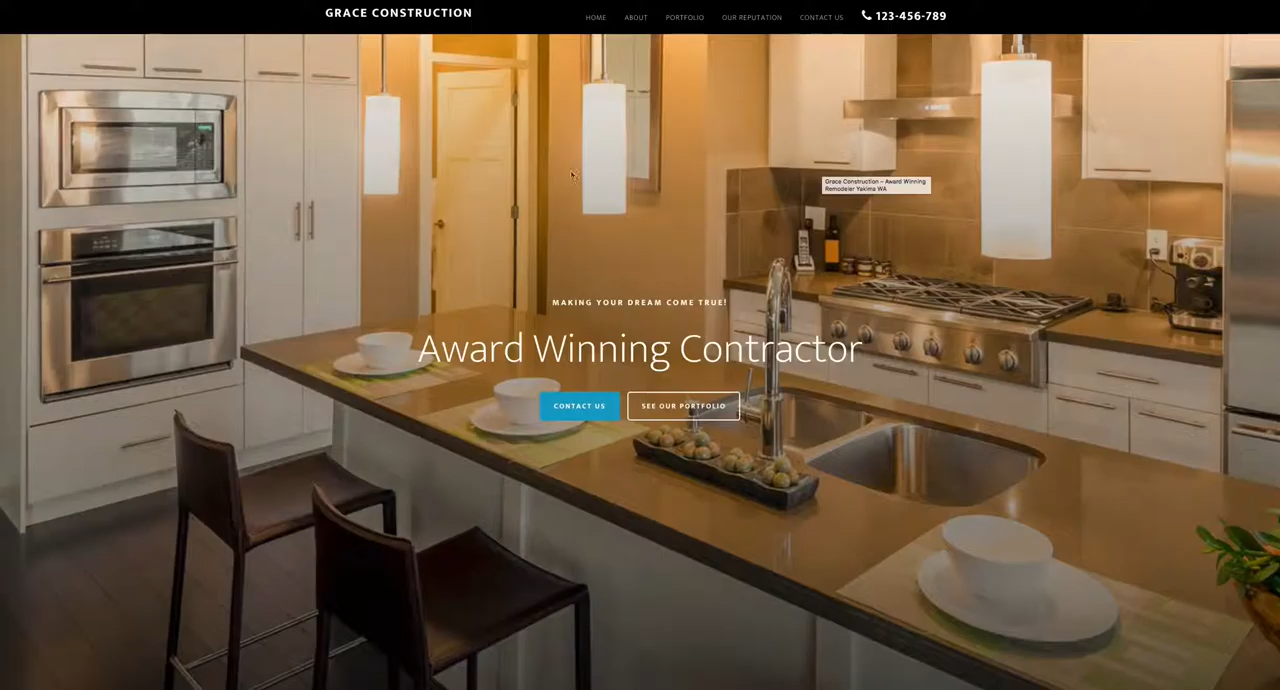 GRACE CONSTRUCTION
HOME ABOUT PORTFOLIO OUR REPUTATION CONTACT US 123-456-789
Grace Construction – Award Winning
Remodeler Yakima WA
MAKING YOUR DREAM COME TRUE!
Award Winning Contractor
CONTACT US SEE OUR PORTFOLIO